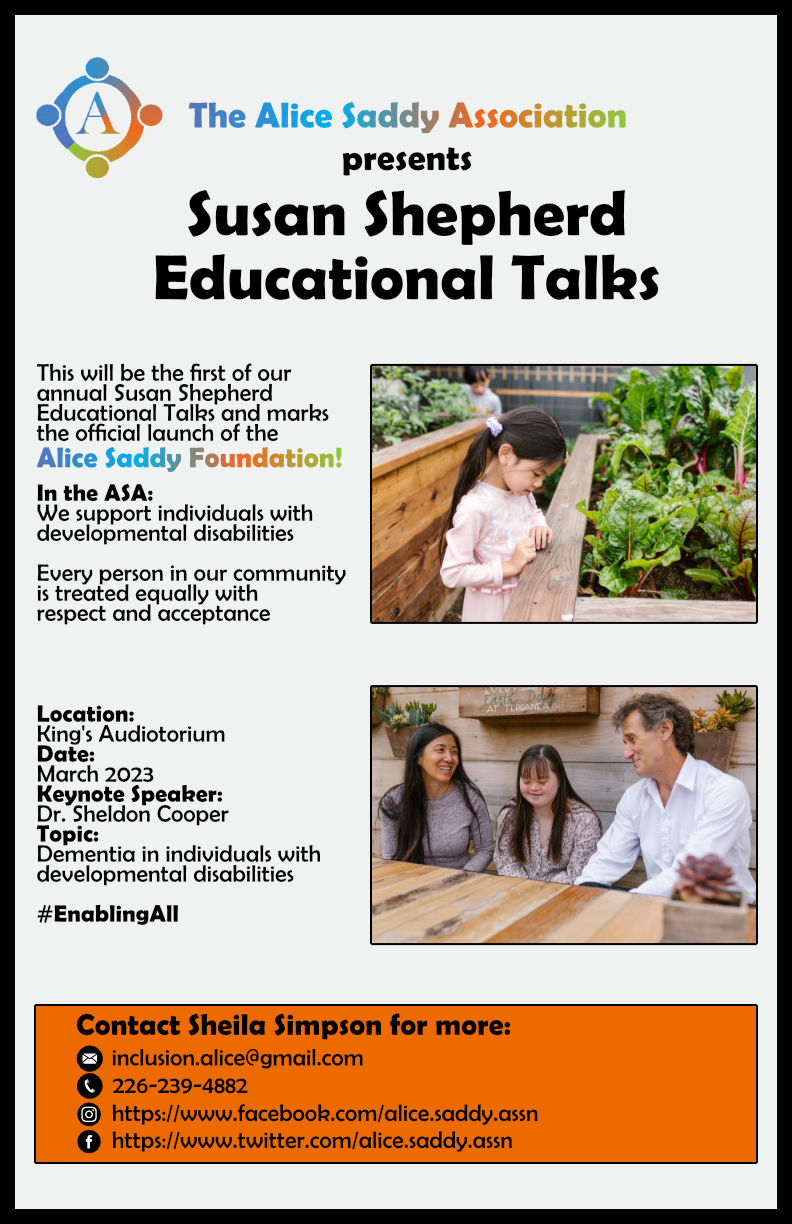 A
The Alice Saddy Association
presents
Susan Shepherd
Educational Talks
This will be the first of our
annual Susan Shepherd
Educational Talks and marks
the official launch of the
Alice Saddy Foundation!
In the ASA:
We support individuals with
developmental disabilities
Every person in our community
is treated equally with
respect and acceptance
Location:
King's Audiotorium
Date:
March 2023
Keynote Speaker:
Dr. Sheldon Cooper
Topic:
Dementia in individuals with
developmental disabilities
#EnablingAll
Earth Day
AT TERRANEA
Contact Sheila Simpson for more:
inclusion.alice@gmail.com
226-239-4882
https://www.facebook.com/alice.saddy.assn
https://www.twitter.com/alice.saddy.assn